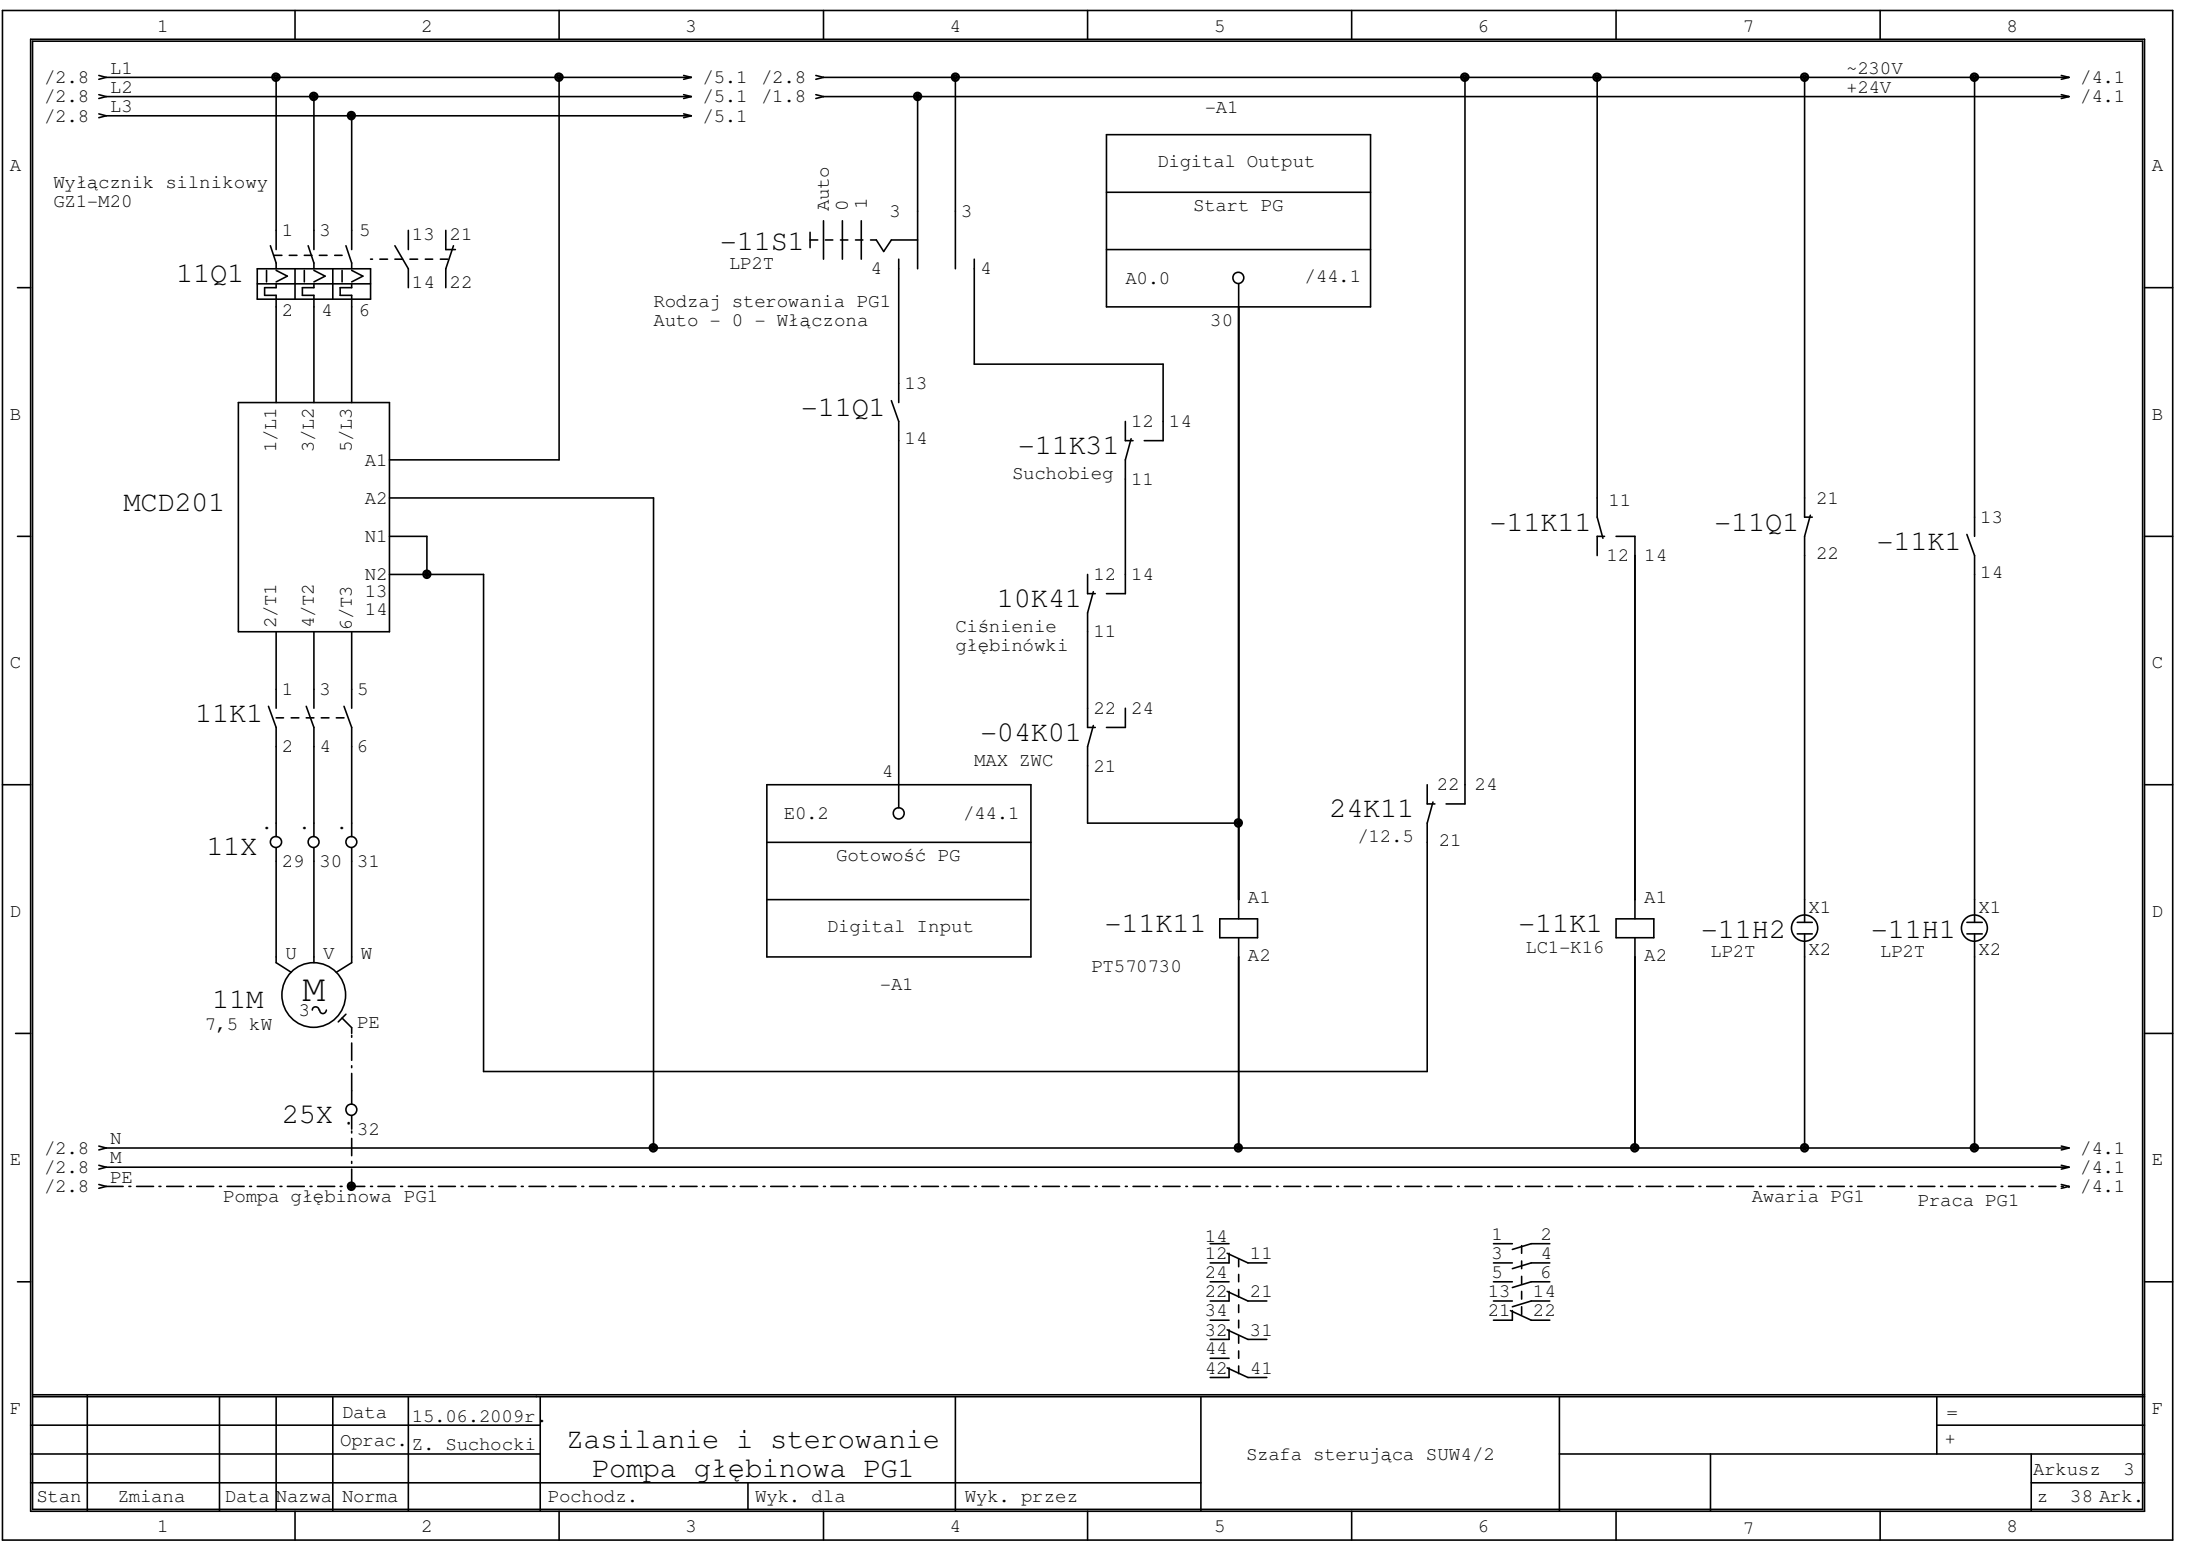 1 2 3 4 5 6 7 8
/2.8 L1 /5.1 /2.8 ~230V /4.1
/2.8 L2 /5.1 /1.8 +24V /4.1
/2.8 L3 /5.1
-A1
A A
Digital Output
Start PG
A0.0 /44.1
30
Wyłącznik silnikowy
GZ1-M20
1 3 5 13 21
11Q1
14 22
2 4 6
Auto
0
1
3 3
-11S1
LP2T
4 4
Rodzaj sterowania PG1
Auto - 0 - Włączona
B B
13
-11Q1
14
12 14
-11K31
Suchobieg
11
1/L1 3/L2 5/L3
A1
MCD201
A2
N1
N2
13
14
2/T1 4/T2 6/T3
11
-11K11
12 14
21
-11Q1
22
13
-11K1
14
12 14
10K41
Ciśnienie
głębinówki
11
C C
1 3 5
11K1
2 4 6
22 24
-04K01
MAX ZWC
21
4
E0.2 /44.1
Gotowość PG
Digital Input
-A1
22 24
24K11
/12.5
21
11X
. . .
29 30 31
D D
A1
-11K11
A2
PT570730
A1
-11K1
LC1-K16
A2
X1
-11H2
LP2T
X2
X1
-11H1
LP2T
X2
U V W
M
3~
11M
7,5 kW
PE
25X
.
32
E E
/2.8 N /4.1
/2.8 M /4.1
/2.8 PE /4.1
Pompa głębinowa PG1
Awaria PG1
Praca PG1
14
12 11
24
22 21
34
32 31
44
42 41
1 2
3 4
5 6
13 14
21 22
F F
Data 15.06.2009r.
Oprac. Z. Suchocki
Zasilanie i sterowanie
Pompa głębinowa PG1
Szafa sterująca SUW4/2
=
+
Arkusz 3
z 38 Ark.
Stan Zmiana Data Nazwa Norma Pochodz. Wyk. dla Wyk. przez
1 2 3 4 5 6 7 8